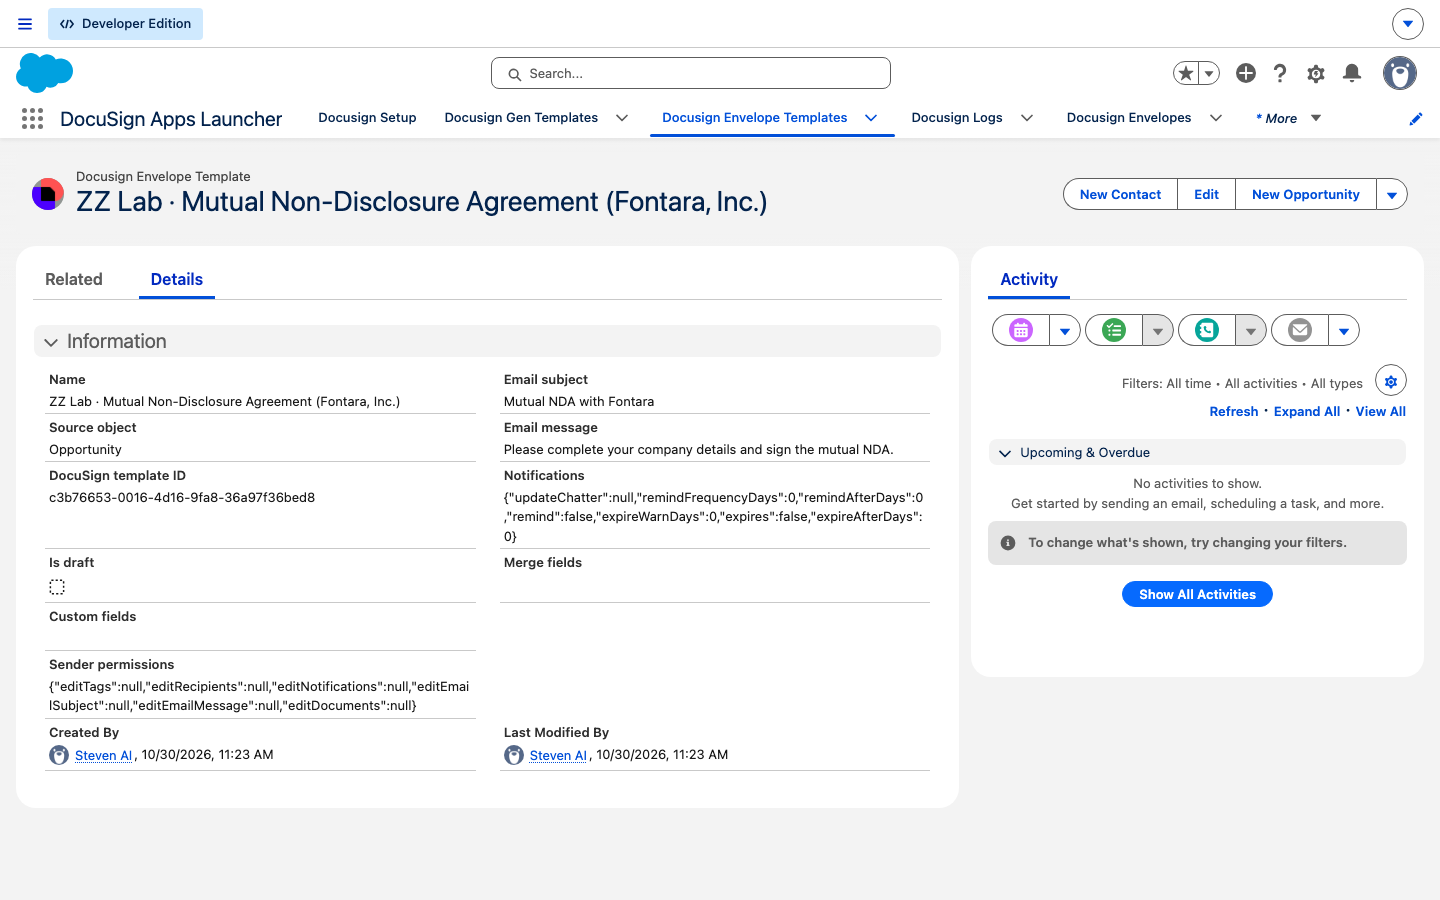 Developer Edition
Search...
DocuSign Apps Launcher
Docusign Setup
Docusign Gen Templates
Docusign Envelope Templates
Docusign Logs
Docusign Envelopes
* More
Docusign Envelope Template
ZZ Lab · Mutual Non-Disclosure Agreement (Fontara, Inc.)
New Contact
Edit
New Opportunity
Related
Details
Information
Name
ZZ Lab · Mutual Non-Disclosure Agreement (Fontara, Inc.)
Email subject
Mutual NDA with Fontara
Source object
Opportunity
Email message
Please complete your company details and sign the mutual NDA.
DocuSign template ID
c3b76653-0016-4d16-9fa8-36a97f36bed8
Notifications
{"updateChatter":null,"remindFrequencyDays":0,"remindAfterDays":0
,"remind":false,"expireWarnDays":0,"expires":false,"expireAfterDays":
0}
Is draft
Merge fields
Custom fields
Sender permissions
{"editTags":null,"editRecipients":null,"editNotifications":null,"editEmai
lSubject":null,"editEmailMessage":null,"editDocuments":null}
Created By
Steven Al, 10/30/2026, 11:23 AM
Last Modified By
Steven Al, 10/30/2026, 11:23 AM
Activity
Filters: All time • All activities • All types
Refresh • Expand All • View All
Upcoming & Overdue
No activities to show.
Get started by sending an email, scheduling a task, and more.
To change what's shown, try changing your filters.
Show All Activities